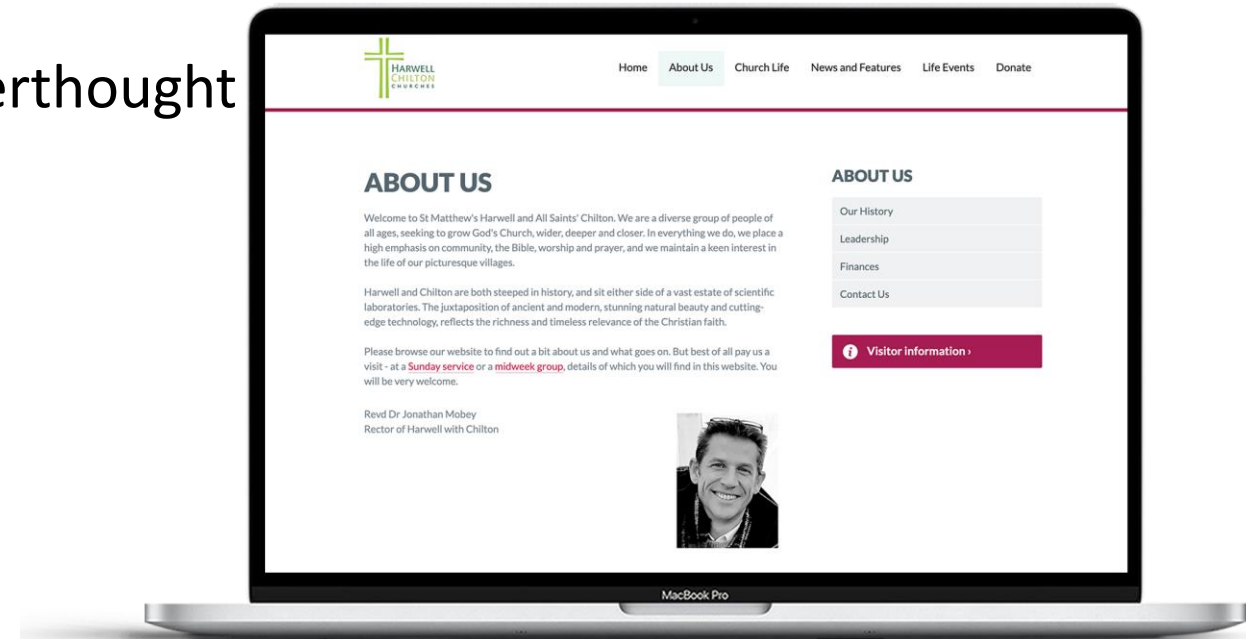 erthought
HARWELL
CHILTON
CHURCHES
Home About Us Church Life News and Features Life Events Donate
ABOUT US
Welcome to St Matthew's Harwell and All Saints' Chilton. We are a diverse group of people of
all ages, seeking to grow God's Church, wider, deeper and closer. In everything we do, we place a
high emphasis on community, the Bible, worship and prayer, and we maintain a keen interest in
the life of our picturesque villages.
Harwell and Chilton are both steeped in history, and sit either side of a vast estate of scientific
laboratories. The juxtaposition of ancient and modern, stunning natural beauty and cutting-
edge technology, reflects the richness and timeless relevance of the Christian faith.
Please browse our website to find out a bit about us and what goes on. But best of all pay us a
visit - at a Sunday service or a midweek group, details of which you will find in this website. You
will be very welcome.
Revd Dr Jonathan Mobey
Rector of Harwell with Chilton
ABOUT US
Our History
Leadership
Finances
Contact Us
Visitor information ›
MacBook Pro